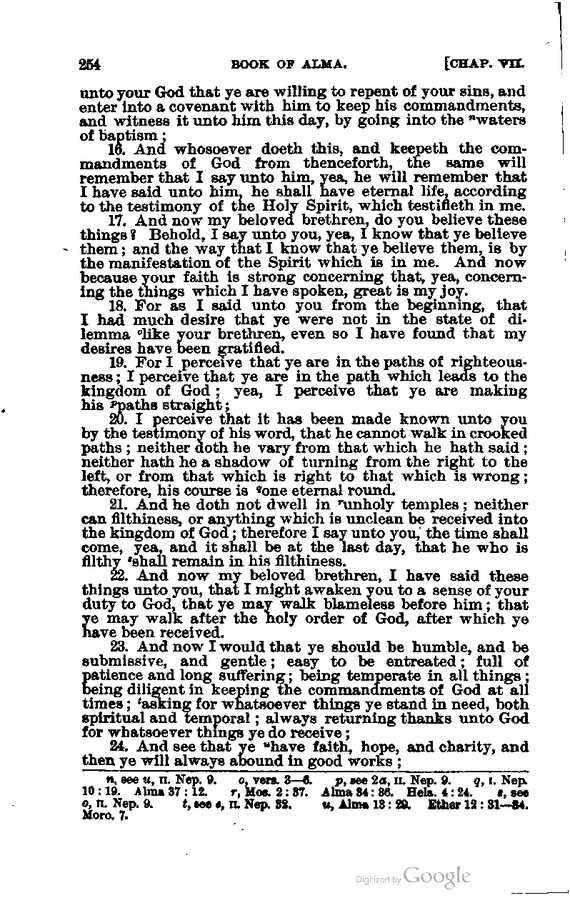 254 BOOK OF ALMA. [CHAP. VII.
unto your God that ye are willing to repent of your sins, and
enter into a covenant with him to keep his commandments,
and witness it unto him this day, by going into the ⁿwaters
of baptism;
16. And whosoever doeth this, and keepeth the com-
mandments of God from thenceforth, the same will
remember that I say unto him, yea, he will remember that
I have said unto him, he shall have eternal life, according
to the testimony of the Holy Spirit, which testifieth in me.
17. And now my beloved brethren, do you believe these
things? Behold, I say unto you, yea, I know that ye believe
them; and the way that I know that ye believe them, is by
the manifestation of the Spirit which is in me. And now
because your faith is strong concerning that, yea, concern-
ing the things which I have spoken, great is my joy.
18. For as I said unto you from the beginning, that
I had much desire that ye were not in the state of di-
lemma ᵒlike your brethren, even so I have found that my
desires have been gratified.
19. For I perceive that ye are in the paths of righteous-
ness; I perceive that ye are in the path which leads to the
kingdom of God; yea, I perceive that ye are making
his ᵖpaths straight;
20. I perceive that it has been made known unto you
by the testimony of his word, that he cannot walk in crooked
paths; neither doth he vary from that which he hath said;
neither hath he a shadow of turning from the right to the
left, or from that which is right to that which is wrong;
therefore, his course is ᑫone eternal round.
21. And he doth not dwell in ʳunholy temples; neither
can filthiness, or anything which is unclean be received into
the kingdom of God; therefore I say unto you, the time shall
come, yea, and it shall be at the last day, that he who is
filthy ˢshall remain in his filthiness.
22. And now my beloved brethren, I have said these
things unto you, that I might awaken you to a sense of your
duty to God, that ye may walk blameless before him; that
ye may walk after the holy order of God, after which ye
have been received.
23. And now I would that ye should be humble, and be
submissive, and gentle; easy to be entreated; full of
patience and long suffering; being temperate in all things;
being diligent in keeping the commandments of God at all
times; ᵗasking for whatsoever things ye stand in need, both
spiritual and temporal; always returning thanks unto God
for whatsoever things ye do receive;
24. And see that ye ᵘhave faith, hope, and charity, and
then ye will always abound in good works;
n, see u, II. Nep. 9. o, vers. 3—6. p, see 2a, II. Nep. 9. q, I. Nep.
10:19. Alma 37:12. r, Mos. 2:37. Alma 34:36. Hela. 4:24. s, see
o, II. Nep. 9. t, see e, II. Nep. 32. u, Alma 13:29. Ether 12:31—34.
Moro. 7.
Digitized by Google